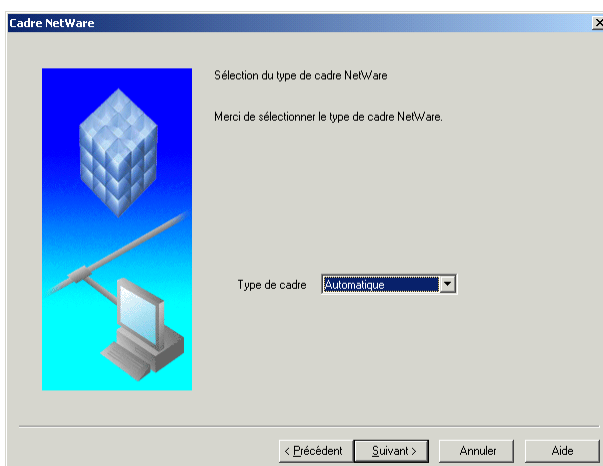 Cadre NetWare
Sélection du type de cadre NetWare
Merci de sélectionner le type de cadre NetWare.
Type de cadre Automatique
< Précédent Suivant > Annuler Aide